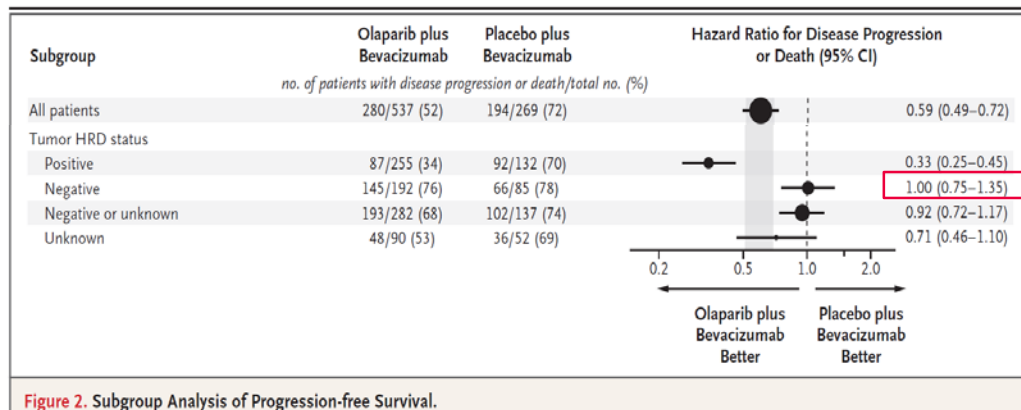 Subgroup
Olaparib plus Bevacizumab
Placebo plus Bevacizumab
Hazard Ratio for Disease Progression or Death (95% CI)
no. of patients with disease progression or death/total no. (%)
All patients 280/537 (52) 194/269 (72) 0.59 (0.49–0.72)
Tumor HRD status
Positive 87/255 (34) 92/132 (70) 0.33 (0.25–0.45)
Negative 145/192 (76) 66/85 (78) 1.00 (0.75–1.35)
Negative or unknown 193/282 (68) 102/137 (74) 0.92 (0.72–1.17)
Unknown 48/90 (53) 36/52 (69) 0.71 (0.46–1.10)
0.2 0.5 1.0 2.0
Olaparib plus Bevacizumab Better
Placebo plus Bevacizumab Better
Figure 2. Subgroup Analysis of Progression-free Survival.